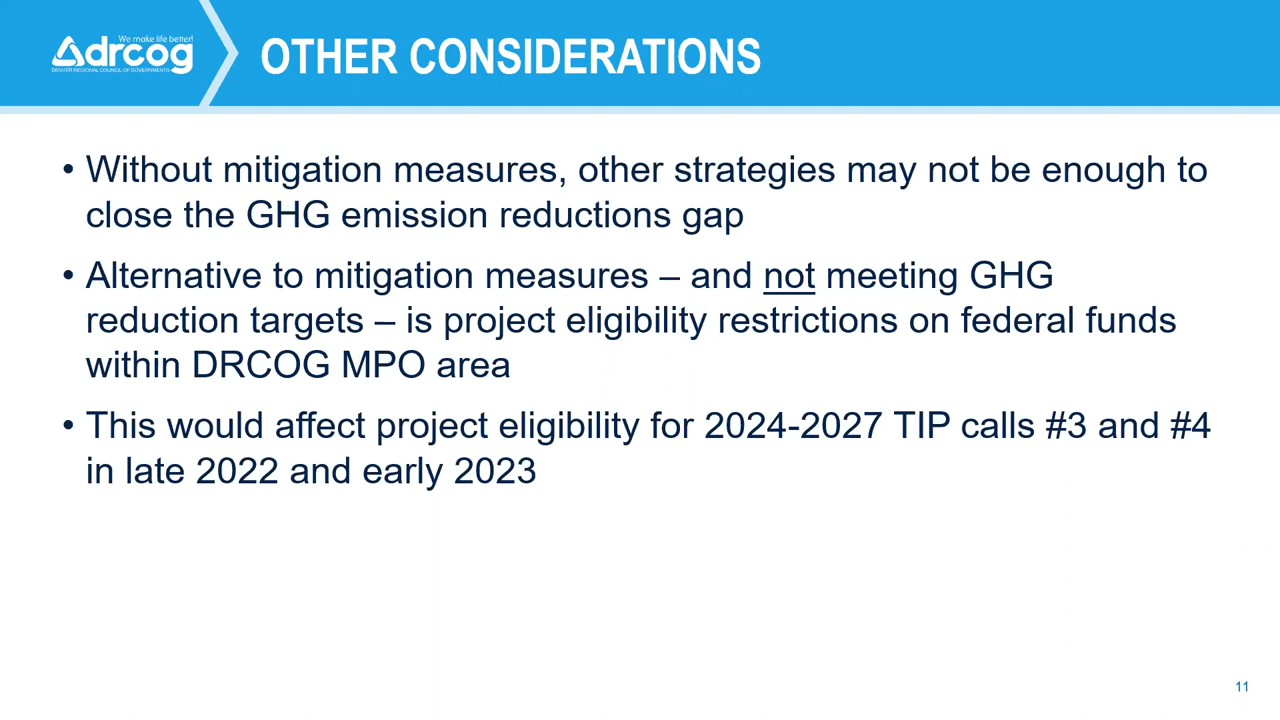 We make life better!
drcog
DENVER REGIONAL COUNCIL OF GOVERNMENTS
OTHER CONSIDERATIONS
• Without mitigation measures, other strategies may not be enough to
close the GHG emission reductions gap
• Alternative to mitigation measures – and not meeting GHG
reduction targets – is project eligibility restrictions on federal funds
within DRCOG MPO area
• This would affect project eligibility for 2024-2027 TIP calls #3 and #4
in late 2022 and early 2023
11